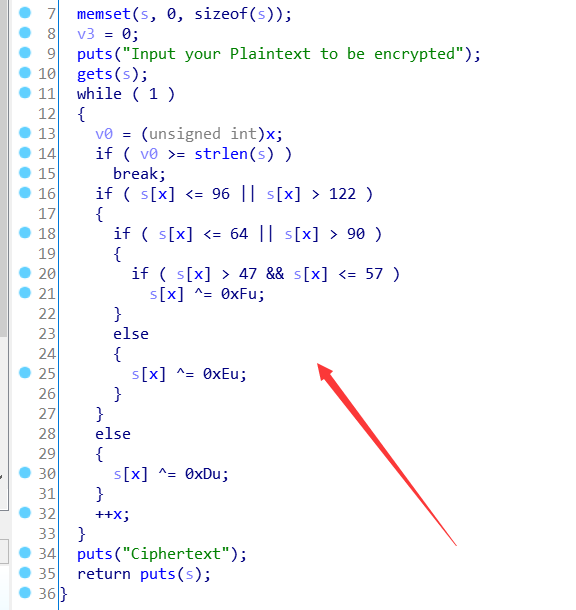 7 memset(s, 0, sizeof(s));
8 v3 = 0;
9 puts("Input your Plaintext to be encrypted");
10 gets(s);
11 while ( 1 )
12 {
13 v0 = (unsigned int)x;
14 if ( v0 >= strlen(s) )
15 break;
16 if ( s[x] <= 96 || s[x] > 122 )
17 {
18 if ( s[x] <= 64 || s[x] > 90 )
19 {
20 if ( s[x] > 47 && s[x] <= 57 )
21 s[x] ^= 0xFu;
22 }
23 else
24 {
25 s[x] ^= 0xEu;
26 }
27 }
28 else
29 {
30 s[x] ^= 0xDu;
31 }
32 ++x;
33 }
34 puts("Ciphertext");
35 return puts(s);
36 }